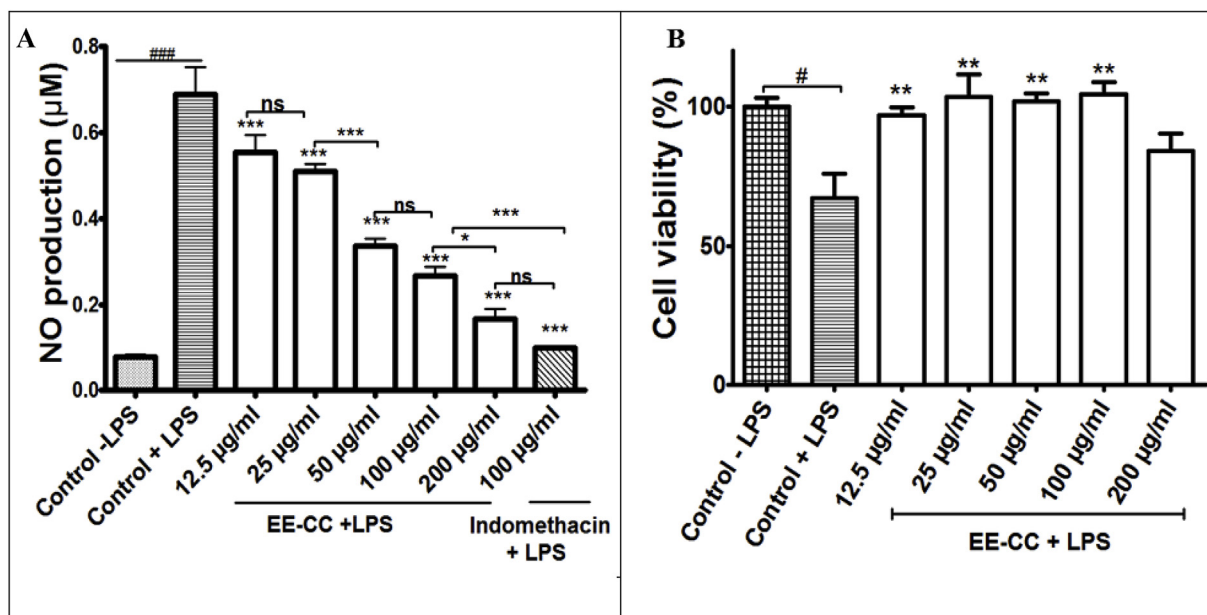 A
NO production (µM)
0.8
0.6
0.4
0.2
0.0
###
ns
***
***
***
***
ns
***
***
*
***
ns
***
***
Control -LPS
Control + LPS
12.5 µg/ml
25 µg/ml
50 µg/ml
100 µg/ml
200 µg/ml
100 µg/ml
EE-CC +LPS
Indomethacin
+ LPS
B
Cell viability (%)
100
50
0
#
**
**
**
**
Control - LPS
Control + LPS
12.5 µg/ml
25 µg/ml
50 µg/ml
100 µg/ml
200 µg/ml
EE-CC + LPS